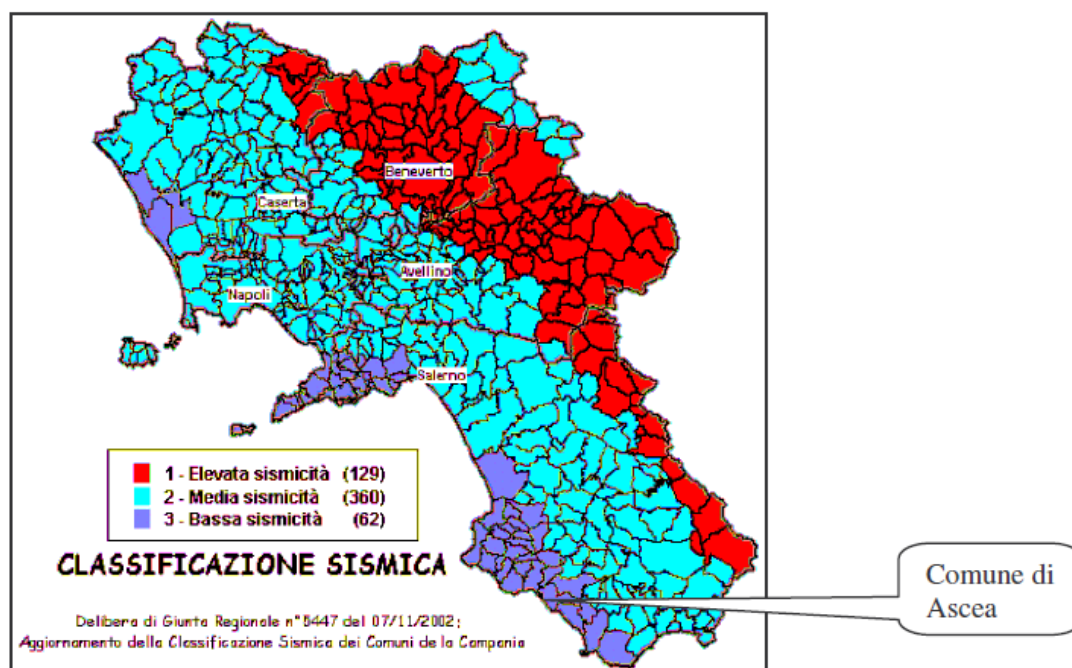 Beneverto
Caserta
Avellino
Napoli
Salerno
1 - Elevata sismicità (129)
2 - Media sismicità (360)
3 - Bassa sismicità (62)
CLASSIFICAZIONE SISMICA
Delibera di Giunta Regionale n°5447 del 07/11/2002;
Aggiornamento della Classificazione Sismica dei Comuni de la Campania
Comune di
Ascea